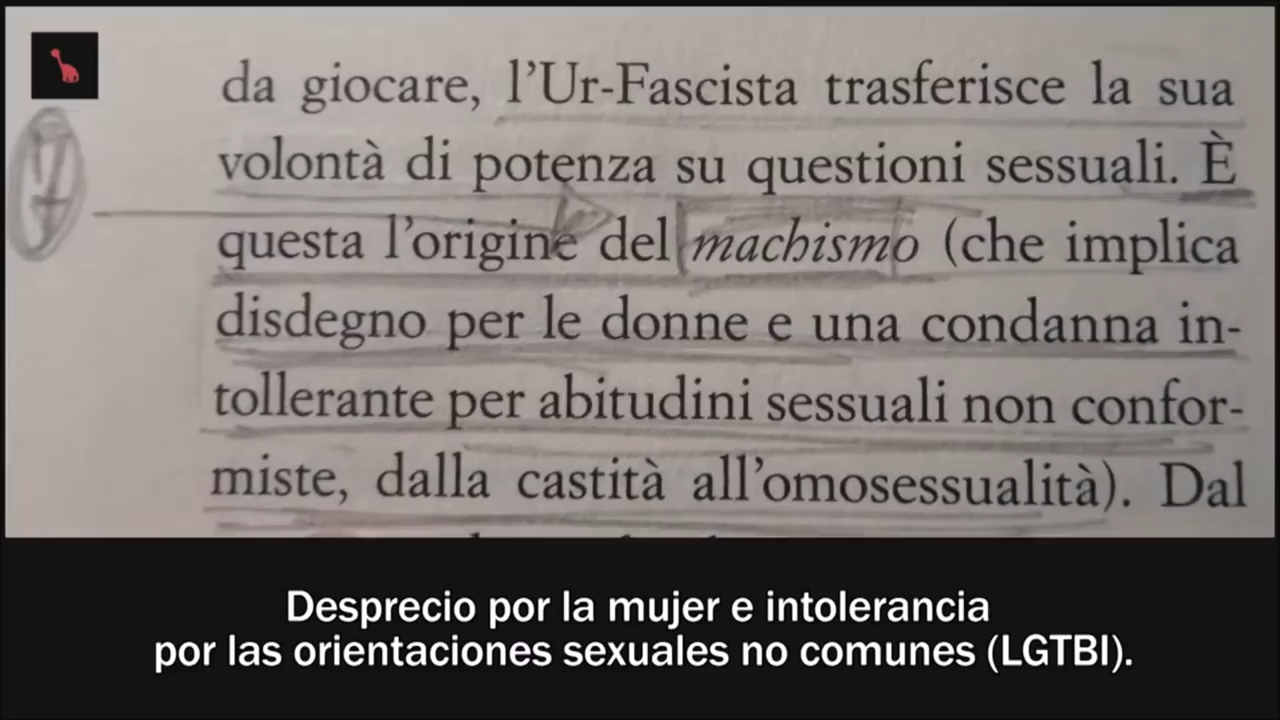 da giocare, l'Ur-Fascista trasferisce la sua
volontà di potenza su questioni sessuali. È
questa l'origine del machismo (che implica
disdegno per le donne e una condanna in-
tollerante per abitudini sessuali non confor-
miste, dalla castità all'omosessualità). Dal
Desprecio por la mujer e intolerancia
por las orientaciones sexuales no comunes (LGTBI).